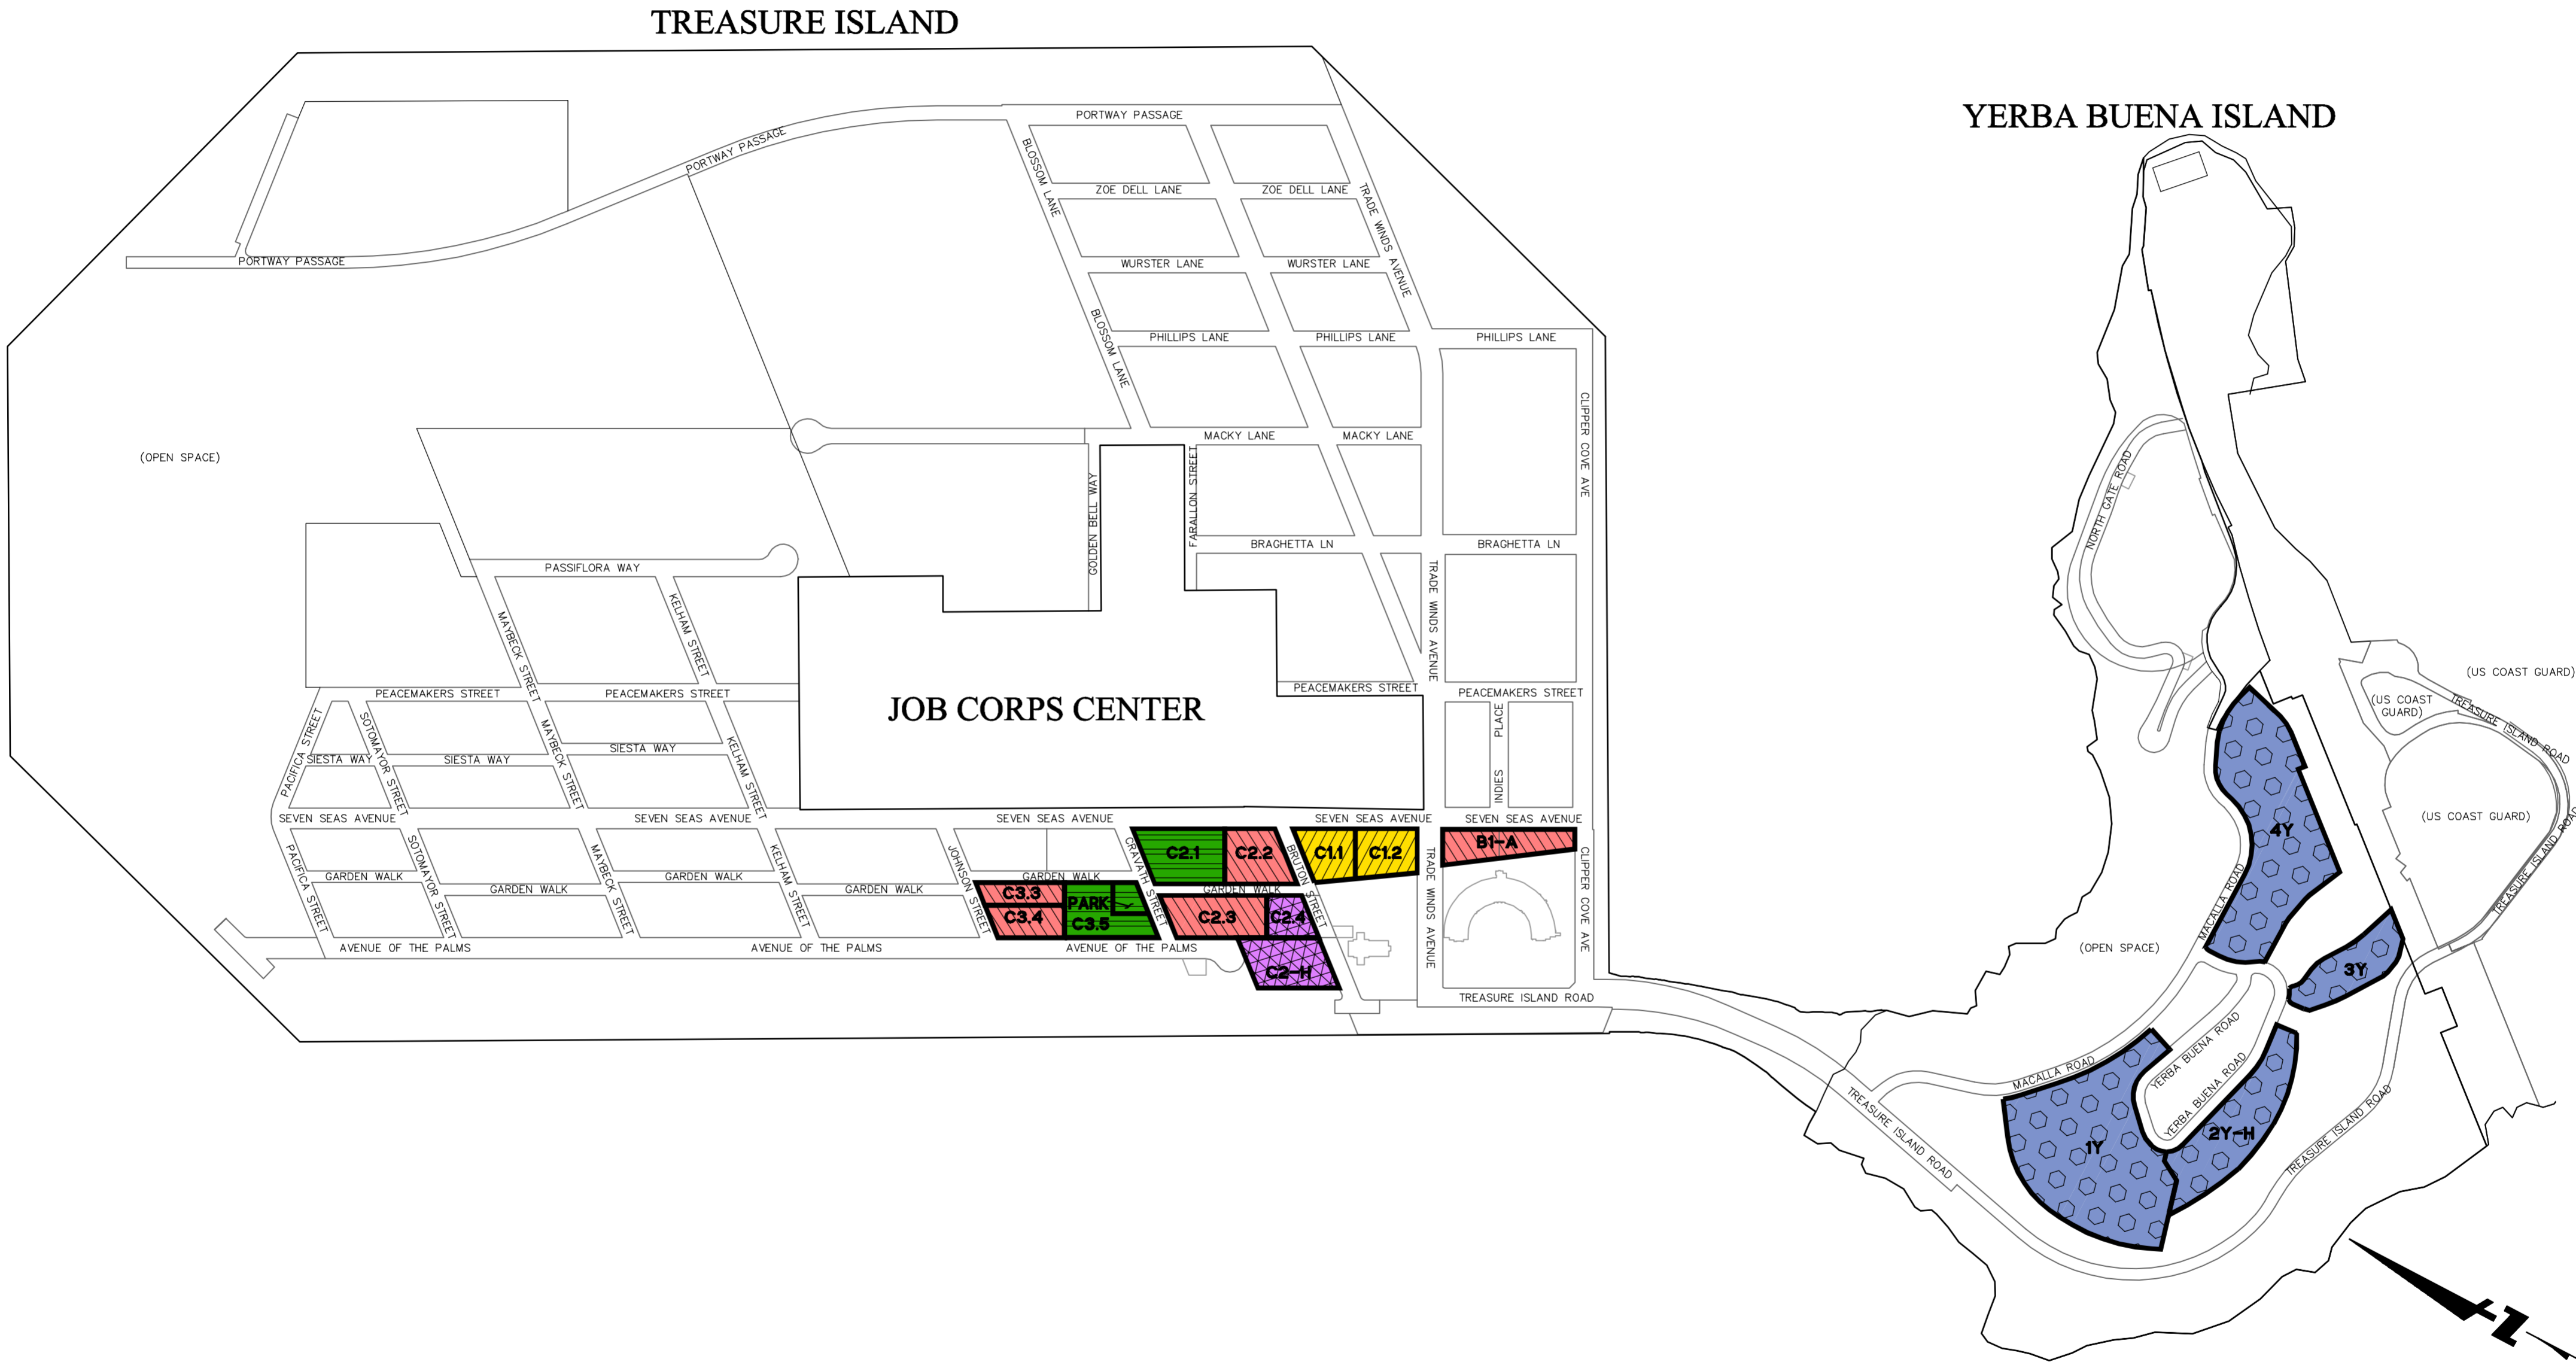 TREASURE ISLAND
YERBA BUENA ISLAND
PORTWAY PASSAGE
PORTWAY PASSAGE
PORTWAY PASSAGE
BLOSSOM LANE
ZOE DELL LANE
ZOE DELL LANE
TRADE WINDS AVENUE
WURSTER LANE
WURSTER LANE
BLOSSOM LANE
PHILLIPS LANE
PHILLIPS LANE
PHILLIPS LANE
CLIPPER COVE AVE
MACKY LANE
MACKY LANE
(OPEN SPACE)
GOLDEN BELL WAY
FARALLON STREET
BRAGHETTA LN
BRAGHETTA LN
PASSIFLORA WAY
MAYBECK STREET
KELHAM STREET
TRADE WINDS AVENUE
PEACEMAKERS STREET
PEACEMAKERS STREET
PEACEMAKERS STREET
PEACEMAKERS STREET
JOB CORPS CENTER
PACIFICA STREET
SOTOMAYOR STREET
MAYBECK STREET
KELHAM STREET
SIESTA WAY
SIESTA WAY
SIESTA WAY
INDIES PLACE
SEVEN SEAS AVENUE
SEVEN SEAS AVENUE
SEVEN SEAS AVENUE
SEVEN SEAS AVENUE
SEVEN SEAS AVENUE
PACIFICA STREET
SOTOMAYOR STREET
MAYBECK STREET
KELHAM STREET
JOHNSON STREET
CRAVATH STREET
BRUTON STREET
TRADE WINDS AVENUE
CLIPPER COVE AVE
C2.1
C2.2
C1.1
C1.2
B1-A
GARDEN WALK
GARDEN WALK
GARDEN WALK
GARDEN WALK
GARDEN WALK
GARDEN WALK
C3.3
C3.4
PARK
C3.5
C2.3
C2.4
C2-H
AVENUE OF THE PALMS
AVENUE OF THE PALMS
AVENUE OF THE PALMS
TREASURE ISLAND ROAD
NORTH GATE ROAD
(US COAST GUARD)
(US COAST
GUARD)
TREASURE ISLAND ROAD
(US COAST GUARD)
TREASURE ISLAND ROAD
4Y
MACALLA ROAD
(OPEN SPACE)
3Y
YERBA BUENA ROAD
YERBA BUENA ROAD
MACALLA ROAD
TREASURE ISLAND ROAD
TREASURE ISLAND ROAD
1Y
2Y-H
N